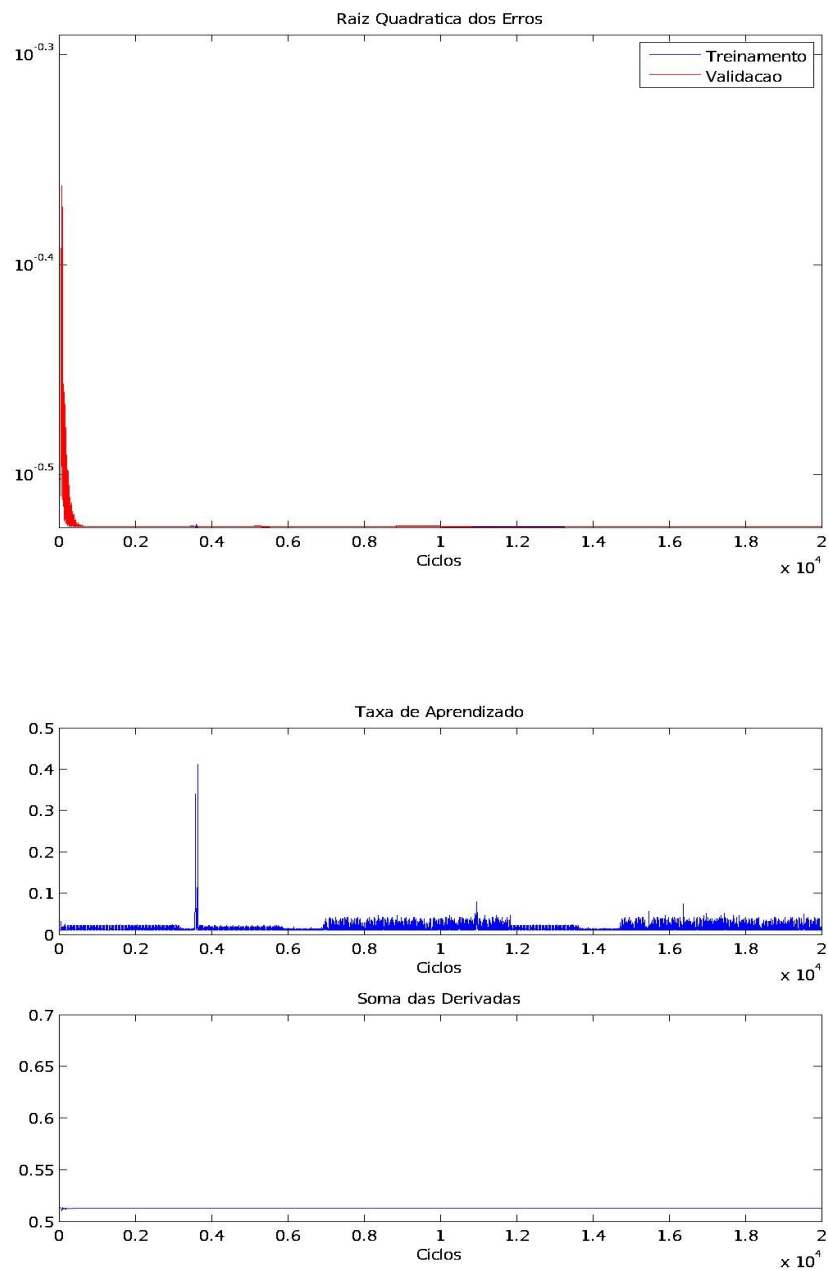 Raiz Quadratica dos Erros
10^-0.3
Treinamento
Validacao
10^-0.4
10^-0.5
0 0.2 0.4 0.6 0.8 1 1.2 1.4 1.6 1.8 2
Ciclos
x 10^4
Taxa de Aprendizado
0.5
0.4
0.3
0.2
0.1
0
0 0.2 0.4 0.6 0.8 1 1.2 1.4 1.6 1.8 2
Ciclos
x 10^4
Soma das Derivadas
0.7
0.65
0.6
0.55
0.5
0 0.2 0.4 0.6 0.8 1 1.2 1.4 1.6 1.8 2
Ciclos
x 10^4